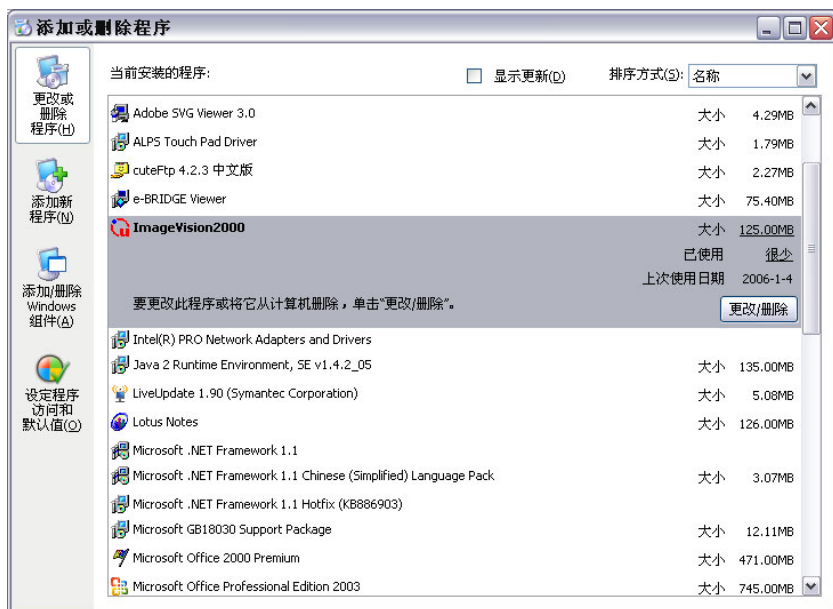 添加或删除程序
更改或
删除
程序(H)
添加新
程序(N)
添加/删除
Windows
组件(A)
设定程序
访问和
默认值(O)
当前安装的程序: 显示更新(D) 排序方式(S): 名称
Adobe SVG Viewer 3.0 大小 4.29MB
ALPS Touch Pad Driver 大小 1.79MB
cuteFtp 4.2.3 中文版 大小 2.27MB
e-BRIDGE Viewer 大小 75.40MB
ImageVision2000 大小 125.00MB
已使用 很少
上次使用日期 2006-1-4
要更改此程序或将它从计算机删除，单击“更改/删除”。 更改/删除
Intel(R) PRO Network Adapters and Drivers
Java 2 Runtime Environment, SE v1.4.2_05 大小 135.00MB
LiveUpdate 1.90 (Symantec Corporation) 大小 5.08MB
Lotus Notes 大小 126.00MB
Microsoft .NET Framework 1.1
Microsoft .NET Framework 1.1 Chinese (Simplified) Language Pack 大小 3.07MB
Microsoft .NET Framework 1.1 Hotfix (KB886903)
Microsoft GB18030 Support Package 大小 12.11MB
Microsoft Office 2000 Premium 大小 471.00MB
Microsoft Office Professional Edition 2003 大小 745.00MB